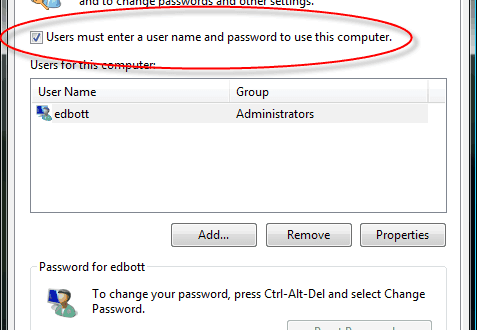 and to change passwords and other settings.
Users must enter a user name and password to use this computer.
Users for this computer:
User Name Group
edbott Administrators
Add... Remove Properties
Password for edbott
To change your password, press Ctrl-Alt-Del and select Change
Password.
Reset Password...